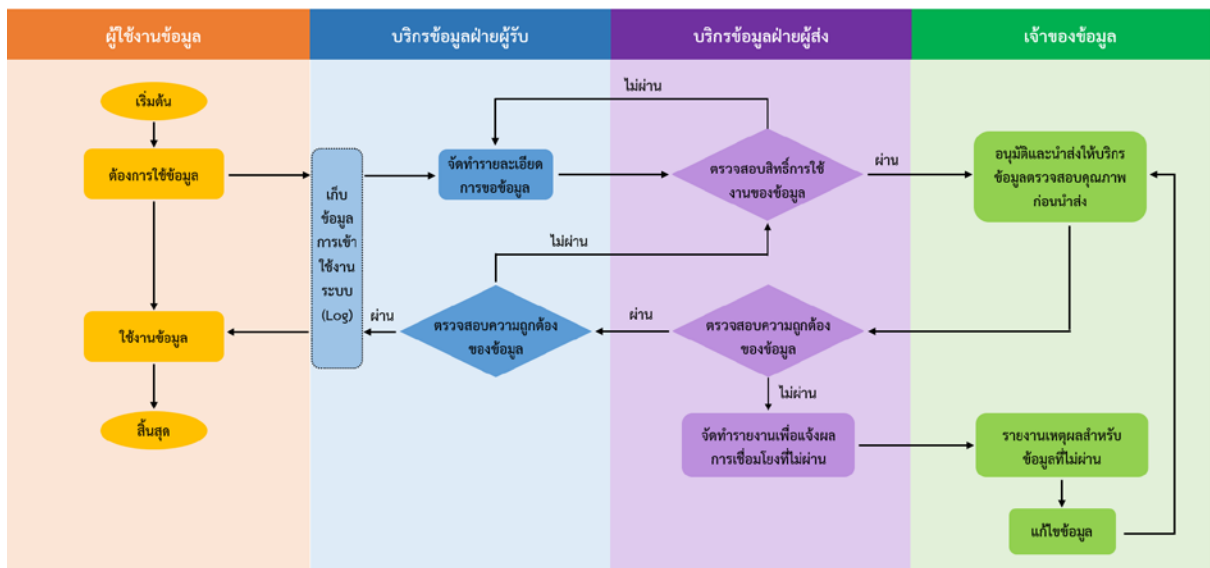 ผู้ใช้งานข้อมูล
บริกรข้อมูลฝ่ายผู้รับ
บริกรข้อมูลฝ่ายผู้ส่ง
เจ้าของข้อมูล
เริ่มต้น
ต้องการใช้ข้อมูล
ใช้งานข้อมูล
สิ้นสุด
เก็บ
ข้อมูล
การเข้า
ใช้งาน
ระบบ
(Log)
ไม่ผ่าน
จัดทำรายละเอียด
การขอข้อมูล
ตรวจสอบสิทธิ์การใช้
งานของข้อมูล
ผ่าน
อนุมัติและนำส่งให้บริกร
ข้อมูลตรวจสอบคุณภาพ
ก่อนนำส่ง
ไม่ผ่าน
ผ่าน
ตรวจสอบความถูกต้อง
ของข้อมูล
ผ่าน
ตรวจสอบความถูกต้อง
ของข้อมูล
ไม่ผ่าน
จัดทำรายงานเพื่อแจ้งผล
การเชื่อมโยงที่ไม่ผ่าน
รายงานเหตุผลสำหรับ
ข้อมูลที่ไม่ผ่าน
แก้ไขข้อมูล